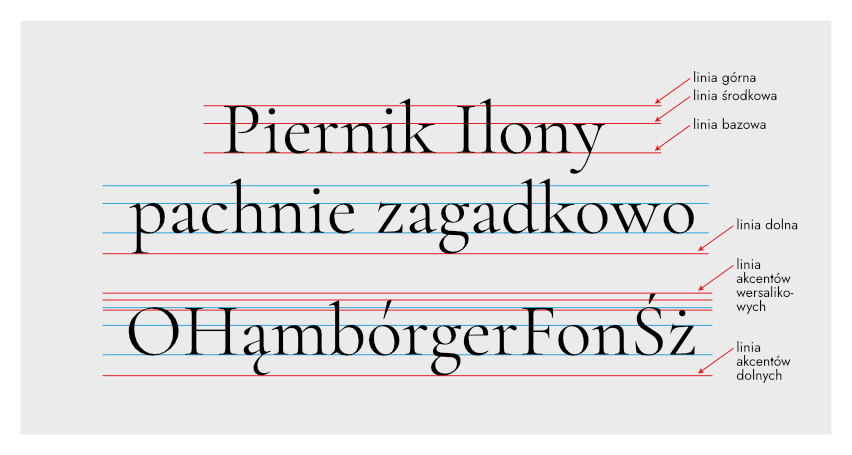 linia górna
linia środkowa
Piernik Ilony
linia bazowa
pachnie zagadkowo
linia dolna
linia
akcentów
wersaliko-
wych
OHąmbórgerFonŚż
linia
akcentów
dolnych